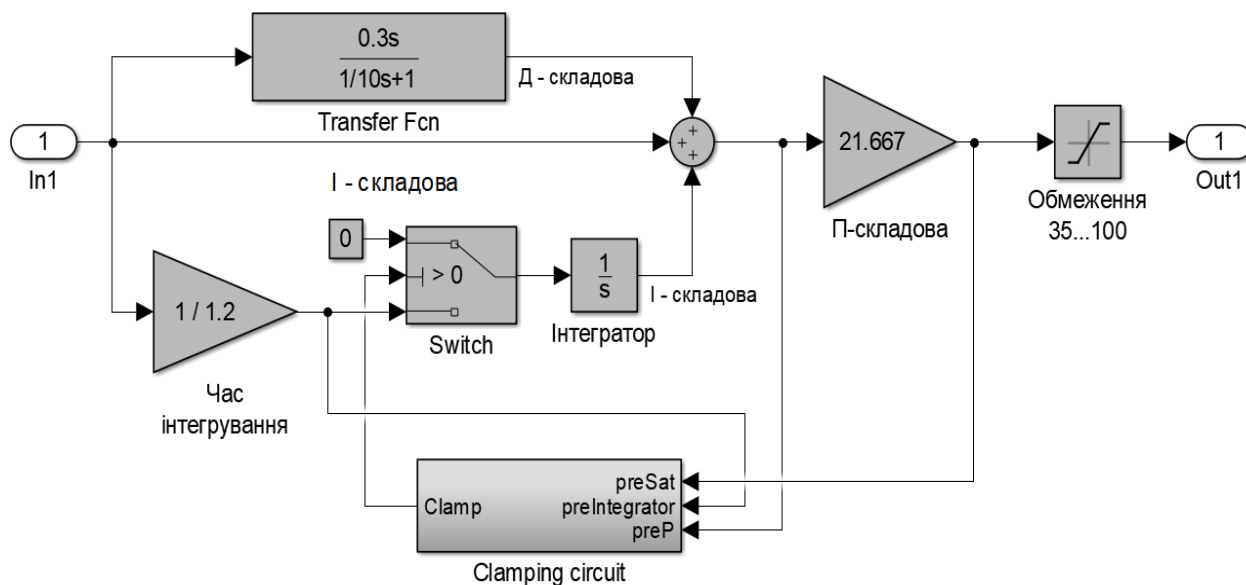 0.3s
1/10s+1
Д - складова
Transfer Fcn
1
In1
21.667
П-складова
Обмеження
35...100
1
Out1
І - складова
0
> 0
Switch
1
s
Інтегратор
І - складова
1 / 1.2
Час
інтегрування
preSat
Clamp
preIntegrator
preP
Clamping circuit